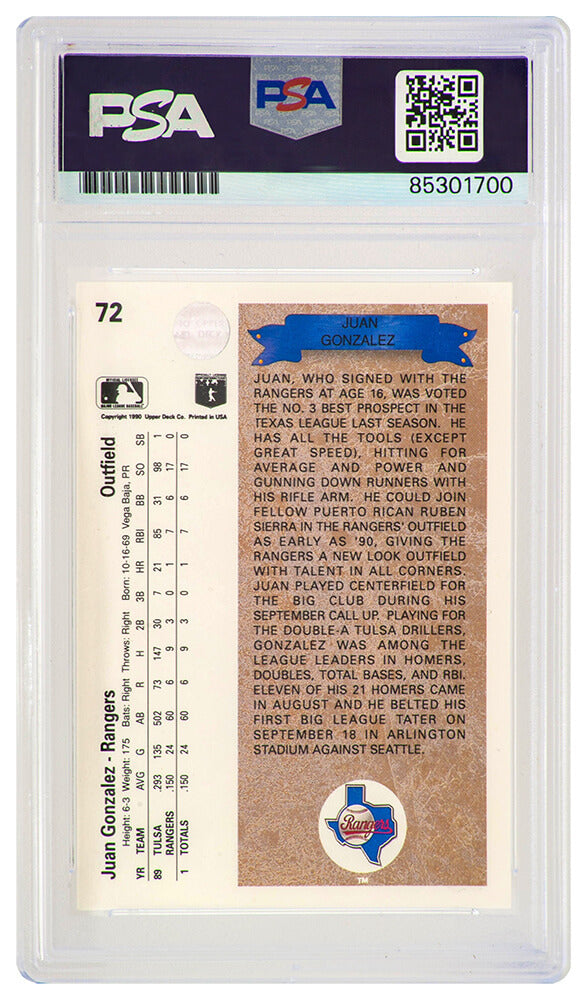 PSA
PSA
85301700
72
JUAN
GONZALEZ
JUAN, WHO SIGNED WITH THE
RANGERS AT AGE 16, WAS VOTED
THE NO. 3 BEST PROSPECT IN THE
TEXAS LEAGUE LAST SEASON. HE
HAS ALL THE TOOLS (EXCEPT
GREAT SPEED), HITTING FOR
AVERAGE AND POWER AND
GUNNING DOWN RUNNERS WITH
HIS RIFLE ARM. HE COULD JOIN
FELLOW PUERTO RICAN RUBEN
SIERRA IN THE RANGERS' OUTFIELD
AS EARLY AS '90, GIVING THE
RANGERS A NEW LOOK OUTFIELD
WITH TALENT IN ALL CORNERS.
JUAN PLAYED CENTERFIELD FOR
THE BIG CLUB DURING HIS
SEPTEMBER CALL UP. PLAYING FOR
THE DOUBLE-A TULSA DRILLERS,
GONZALEZ WAS AMONG THE
LEAGUE LEADERS IN HOMERS,
DOUBLES, TOTAL BASES, AND RBI.
ELEVEN OF HIS 21 HOMERS CAME
IN AUGUST AND HE BELTED HIS
FIRST BIG LEAGUE TATER ON
SEPTEMBER 18 IN ARLINGTON
STADIUM AGAINST SEATTLE.
Rangers
TM
MAJOR LEAGUE BASEBALL
Copyright 1990 Upper Deck Co. Printed in USA
Juan Gonzalez - Rangers Outfield
Height: 6-3 Weight: 175 Bats: Right Throws: Right Born: 10-16-69 Vega Baja, PR
YR TEAM AVG G AB R H 2B 3B HR RBI BB SO SB
89 TULSA .293 135 502 73 147 30 7 21 85 31 98 1
RANGERS .150 24 60 6 9 3 0 1 7 6 17 0
1 TOTALS .150 24 60 6 9 3 0 1 7 6 17 0